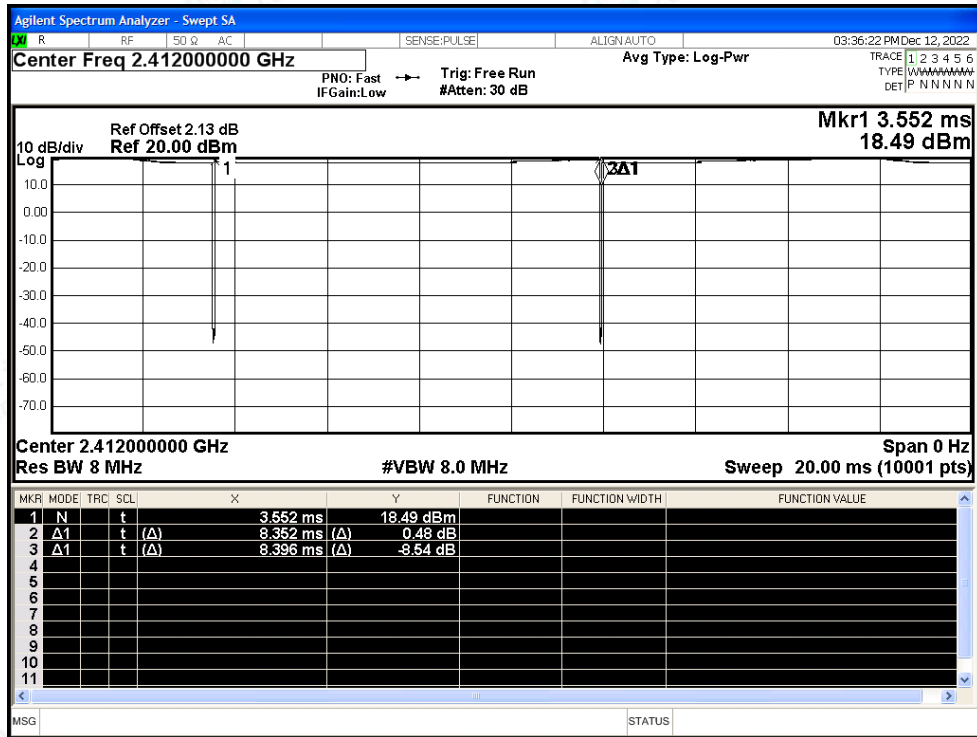 Agilent Spectrum Analyzer - Swept SA
LXI R RF 50 Ω AC SENSE:PULSE ALIGN AUTO 03:36:22 PM Dec 12, 2022
Center Freq 2.412000000 GHz
Avg Type: Log-Pwr
TRACE 1 2 3 4 5 6
PNO: Fast Trig: Free Run
TYPE WWWWWW
IFGain:Low #Atten: 30 dB
DET P N N N N N
Mkr1 3.552 ms
18.49 dBm
Ref Offset 2.13 dB
10 dB/div Ref 20.00 dBm
Log
1
3Δ1
10.0
0.00
-10.0
-20.0
-30.0
-40.0
-50.0
-60.0
-70.0
Center 2.412000000 GHz Span 0 Hz
Res BW 8 MHz #VBW 8.0 MHz Sweep 20.00 ms (10001 pts)
MKR MODE TRC SCL X Y FUNCTION FUNCTION WIDTH FUNCTION VALUE
1 N t 3.552 ms 18.49 dBm
2 Δ1 t (Δ) 8.352 ms (Δ) 0.48 dB
3 Δ1 t (Δ) 8.396 ms (Δ) -8.54 dB
4
5
6
7
8
9
10
11
MSG STATUS